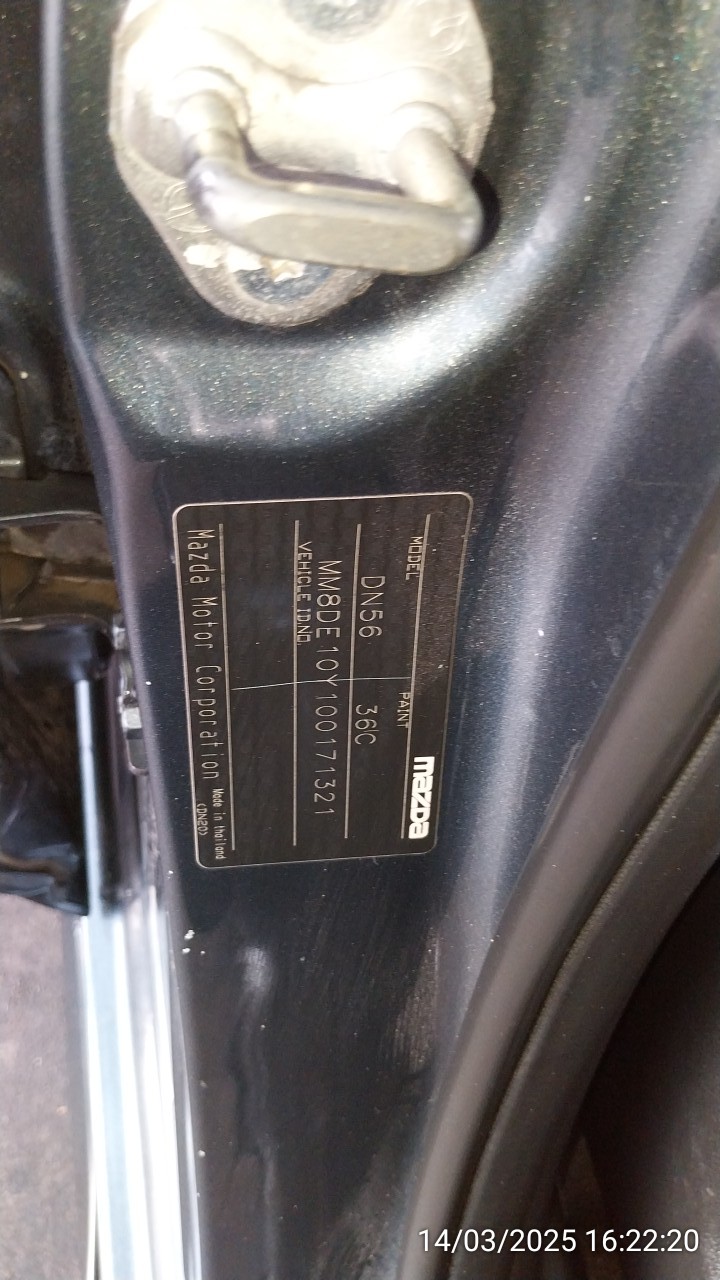 mazda
MODEL PAINT
DN56 36C
MM8DE10Y100171321
VEHICLE ID.NO.
Mazda Motor Corporation Made in thailand
(DN20)
14/03/2025 16:22:20